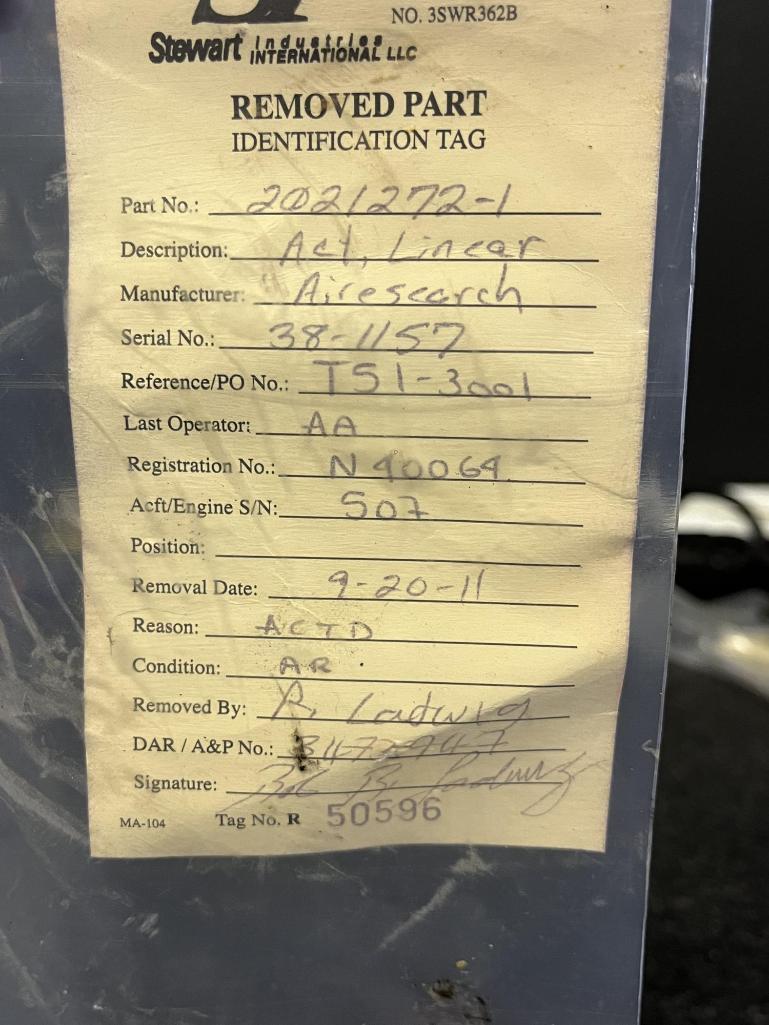 NO. 3SWR362B
Stewart Industries
INTERNATIONAL LLC
REMOVED PART
IDENTIFICATION TAG
Part No.: 2021272-1
Description: Act, Linear
Manufacturer: Airesearch
Serial No.: 38-1157
Reference/PO No.: TS1-3001
Last Operator: AA
Registration No.: N90064
Acft/Engine S/N: 507
Position:
Removal Date: 9-20-11
Reason: ACTD
Condition: AR
Removed By: R. Ladwig
DAR / A&P No.:
Signature:
MA-104 Tag No. R 50596